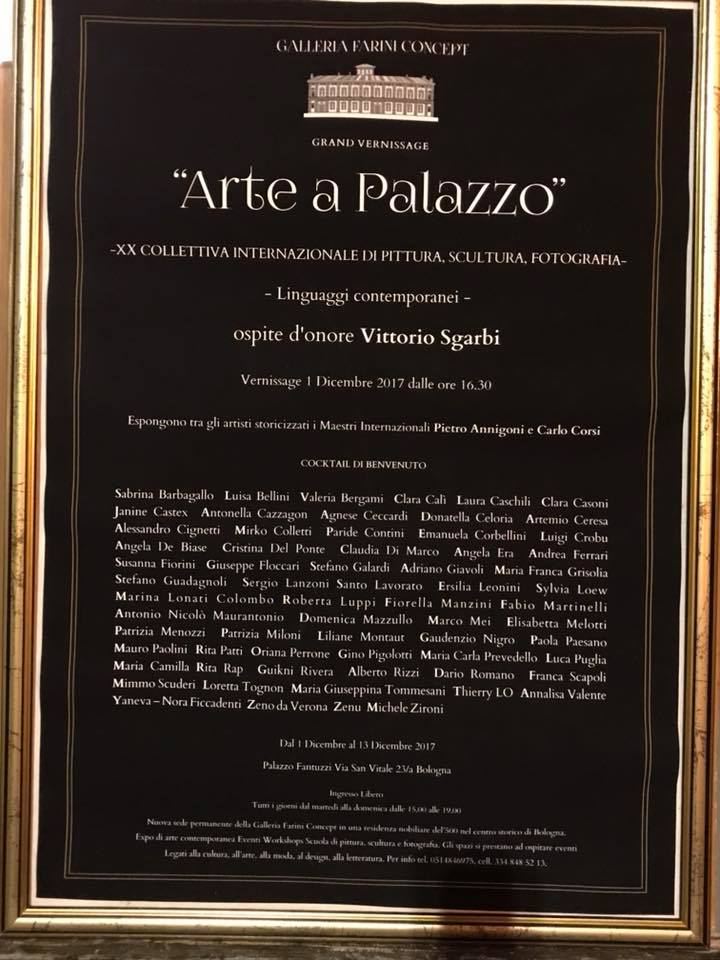 GALLERIA FARINI CONCEPT
GRAND VERNISSAGE
“Arte a Palazzo”
-XX COLLETTIVA INTERNAZIONALE DI PITTURA, SCULTURA, FOTOGRAFIA-
- Linguaggi contemporanei -
ospite d'onore Vittorio Sgarbi
Vernissage 1 Dicembre 2017 dalle ore 16.30
Espongono tra gli artisti storicizzati i Maestri Internazionali Pietro Annigoni e Carlo Corsi
COCKTAIL DI BENVENUTO
Sabrina Barbagallo Luisa Bellini Valeria Bergami Clara Calì Laura Caschili Clara Casoni
Janine Castex Antonella Cazzagon Agnese Ceccardi Donatella Celoria Artemio Ceresa
Alessandro Cignetti Mirko Colletti Paride Contini Emanuela Corbellini Luigi Crobu
Angela De Biase Cristina Del Ponte Claudia Di Marco Angela Era Andrea Ferrari
Susanna Fiorini Giuseppe Floccari Stefano Galardi Adriano Giavoli Maria Franca Grisolia
Stefano Guadagnoli Sergio Lanzoni Santo Lavorato Ersilia Leonini Sylvia Loew
Marina Lonati Colombo Roberta Luppi Fiorella Manzini Fabio Martinelli
Antonio Nicolò Maurantonio Domenica Mazzullo Marco Mei Elisabetta Melotti
Patrizia Menozzi Patrizia Miloni Liliane Montaut Gaudenzio Nigro Paola Paesano
Mauro Paolini Rita Patti Oriana Perrone Gino Pigolotti Maria Carla Prevedello Luca Puglia
Maria Camilla Rita Rap Guikni Rivera Alberto Rizzi Dario Romano Franca Scapoli
Mimmo Scuderi Loretta Tognon Maria Giuseppina Tommesani Thierry LO Annalisa Valente
Yaneva – Nora Ficcadenti Zeno da Verona Zenu Michele Zironi
Dal 1 Dicembre al 13 Dicembre 2017
Palazzo Fantuzzi Via San Vitale 23/a Bologna
Ingresso Libero
Tutti i giorni dal martedì alla domenica dalle 15,00 alle 19,00
Nuova sede permanente della Galleria Farini Concept in una residenza nobiliare del'500 nel centro storico di Bologna.
Expo di arte contemporanea Eventi Workshops Scuola di pittura, scultura e fotografia. Gli spazi si prestano ad ospitare eventi
Legati alla cultura, all'arte, alla moda, al design, alla letteratura. Per info tel. 0514846975, cell. 334 848 52 13.